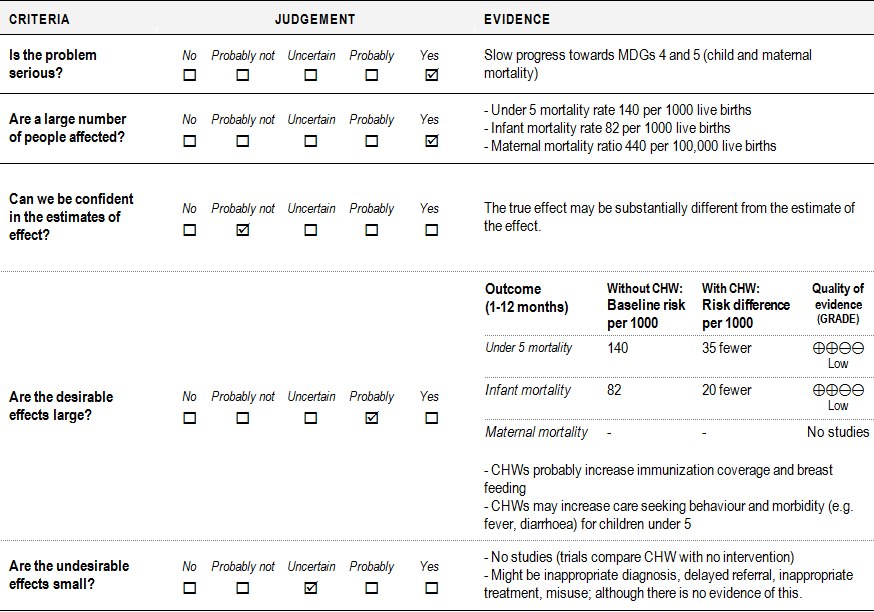 CRITERIA JUDGEMENT EVIDENCE
Is the problem
serious?
No Probably not Uncertain Probably Yes
☐ ☐ ☐ ☐ ☑
Slow progress towards MDGs 4 and 5 (child and maternal
mortality)
Are a large number
of people affected?
No Probably not Uncertain Probably Yes
☐ ☐ ☐ ☐ ☑
- Under 5 mortality rate 140 per 1000 live births
- Infant mortality rate 82 per 1000 live births
- Maternal mortality ratio 440 per 100,000 live births
Can we be confident
in the estimates of
effect?
No Probably not Uncertain Probably Yes
☐ ☑ ☐ ☐ ☐
The true effect may be substantially different from the estimate of
the effect.
Are the desirable
effects large?
No Probably not Uncertain Probably Yes
☐ ☐ ☐ ☑ ☐
Outcome
(1-12 months)
Without CHW:
Baseline risk
per 1000
With CHW:
Risk difference
per 1000
Quality of
evidence
(GRADE)
Under 5 mortality 140 35 fewer ⊕⊕⊖⊖
Low
Infant mortality 82 20 fewer ⊕⊕⊖⊖
Low
Maternal mortality - - No studies
- CHWs probably increase immunization coverage and breast
feeding
- CHWs may increase care seeking behaviour and morbidity (e.g.
fever, diarrhoea) for children under 5
Are the undesirable
effects small?
No Probably not Uncertain Probably Yes
☐ ☐ ☑ ☐ ☐
- No studies (trials compare CHW with no intervention)
- Might be inappropriate diagnosis, delayed referral, inappropriate
treatment, misuse; although there is no evidence of this.